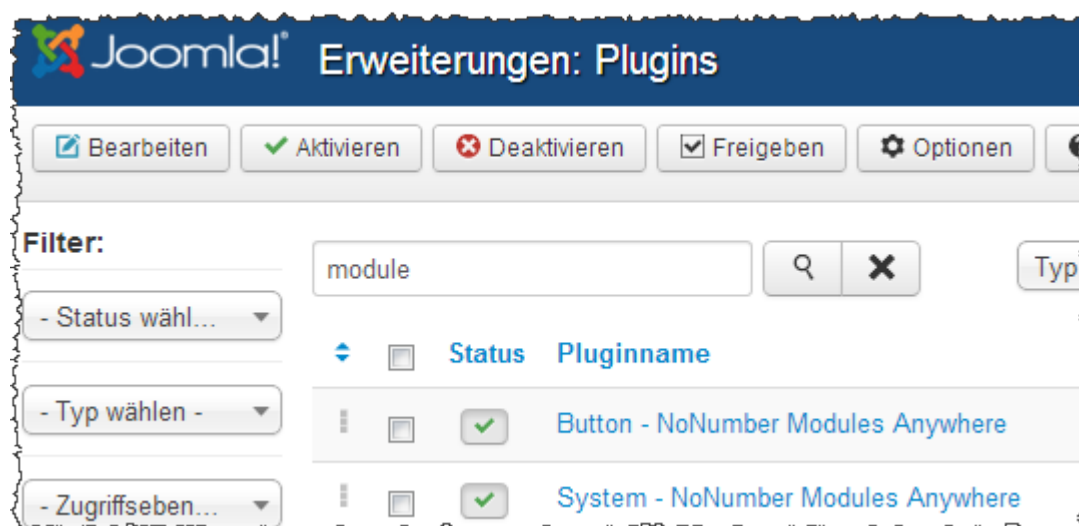 Joomla!® Erweiterungen: Plugins
Bearbeiten Aktivieren Deaktivieren Freigeben Optionen
Filter:
module
Typ
- Status wähl...
Status Pluginname
- Typ wählen -
Button - NoNumber Modules Anywhere
- Zugriffseben...
System - NoNumber Modules Anywhere